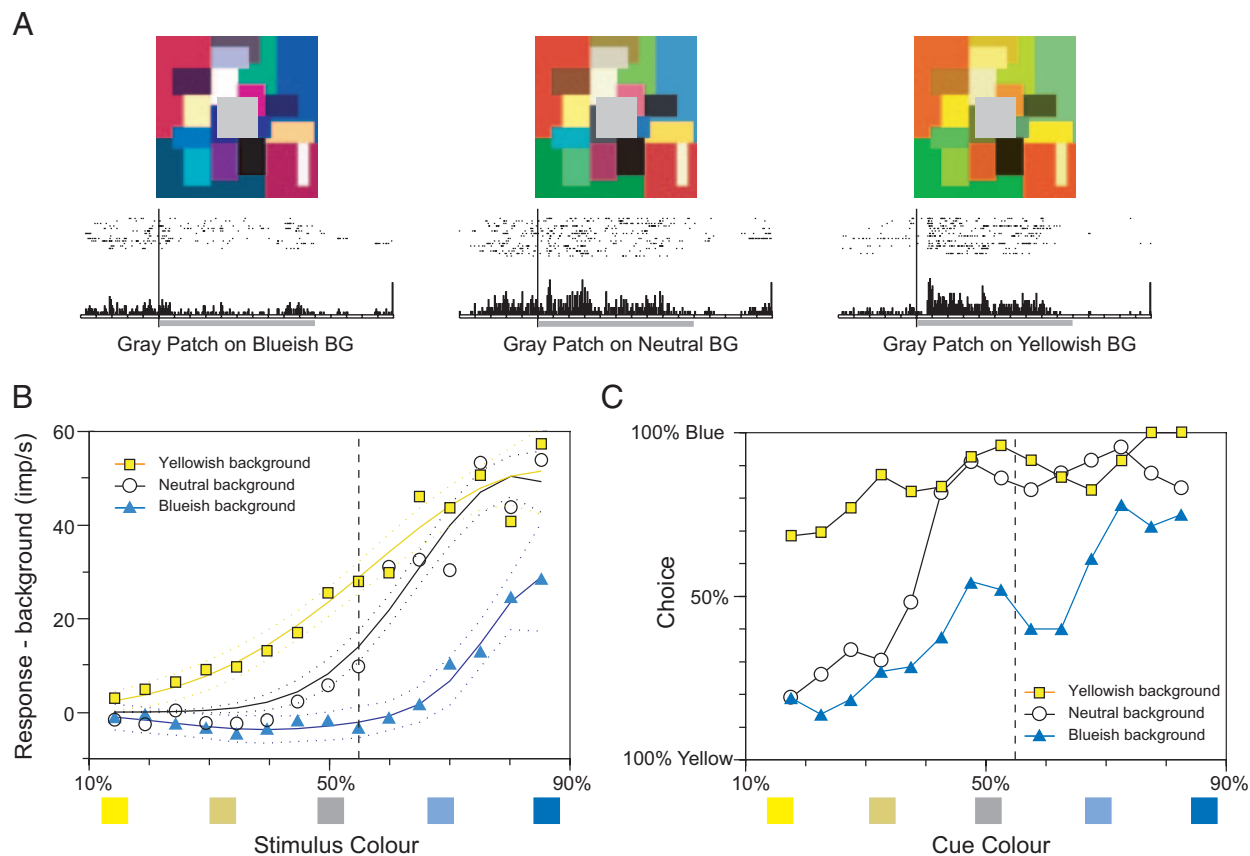 A
Gray Patch on Blueish BG
Gray Patch on Neutral BG
Gray Patch on Yellowish BG
B
Response - background (imp/s)
60
40
20
0
Yellowish background
Neutral background
Blueish background
10%
50%
90%
Stimulus Colour
C
Choice
100% Blue
50%
100% Yellow
Yellowish background
Neutral background
Blueish background
10%
50%
90%
Cue Colour